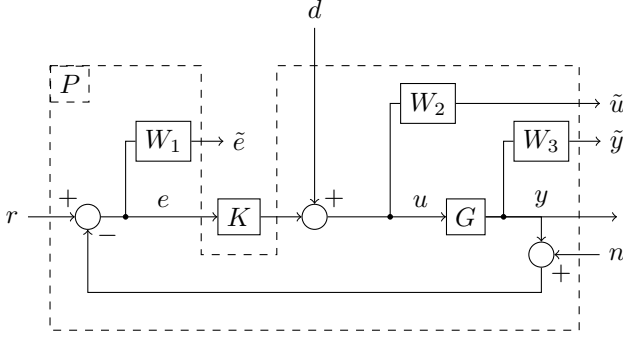 d
P
W₂
ũ
W₁
ẽ
W₃
ỹ
r
+
e
K
+
u
G
y
−
n
+